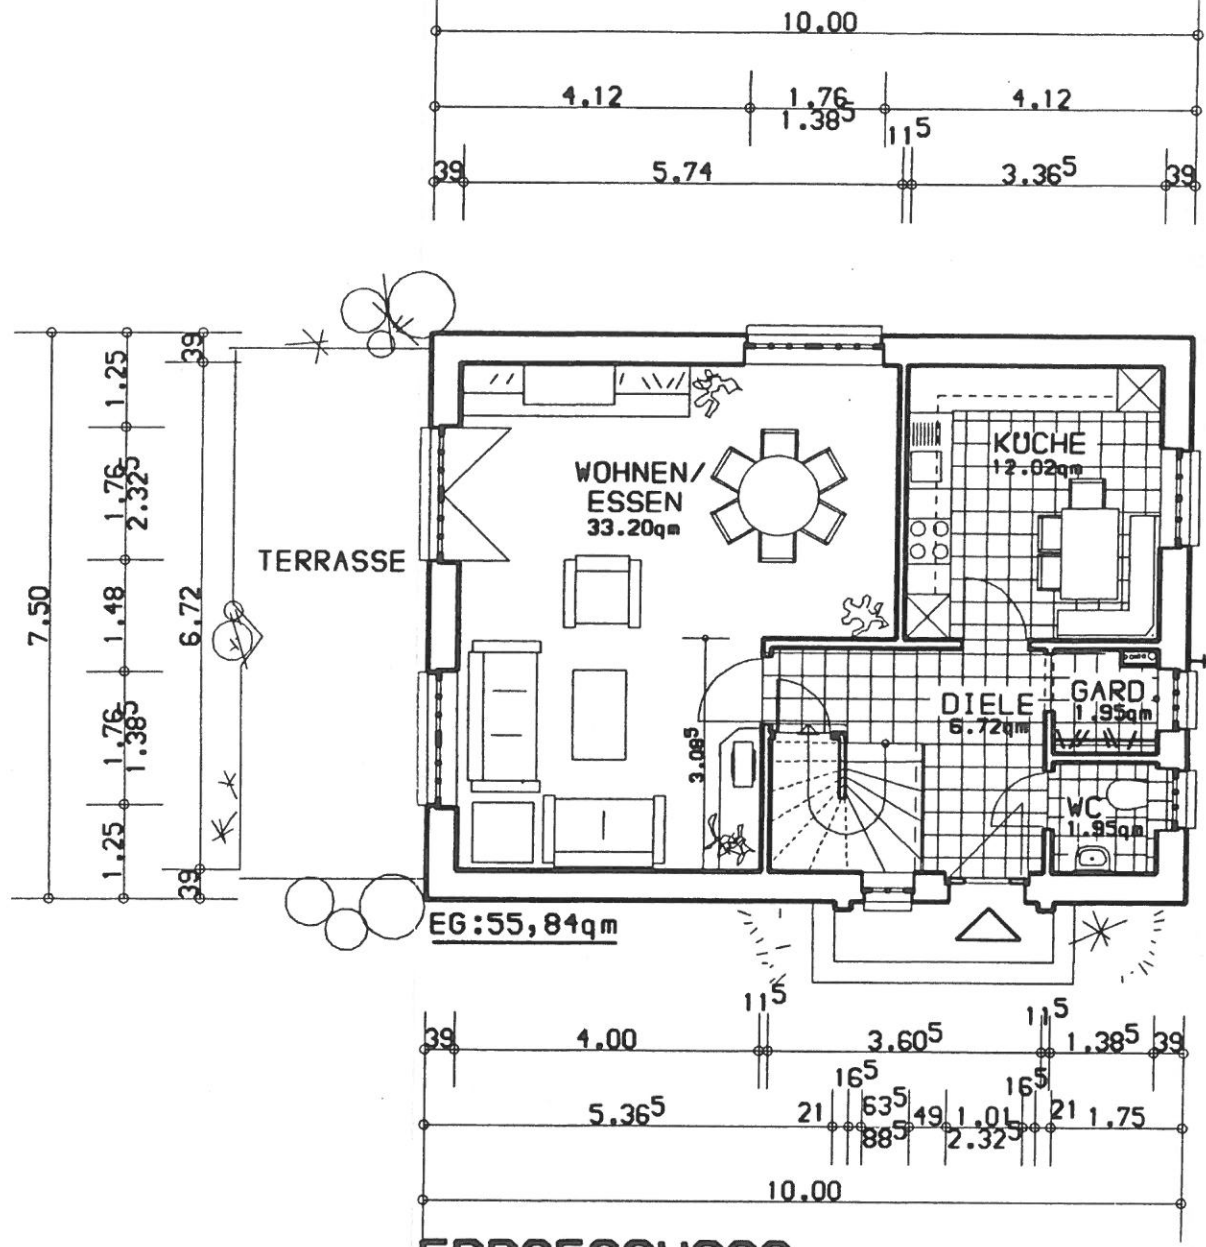 10.00
4.12 1.76 4.12
1.38⁵
11⁵
39 5.74 3.36⁵ 39
39
1.25
1.76
2.32⁵
1.48
1.76
1.38⁵
1.25
39
6.72
7.50
TERRASSE
WOHNEN/
ESSEN
33.20qm
KÜCHE
12.02qm
DIELE
6.72qm
GARD.
1.95qm
WC
1.95qm
3.08⁵
EG:55,84qm
11⁵ 11⁵
39 4.00 3.60⁵ 1.38⁵ 39
16⁵ 16⁵
5.36⁵ 21 63⁵ 49 1.01 21 1.75
88⁵ 2.32⁵
10.00